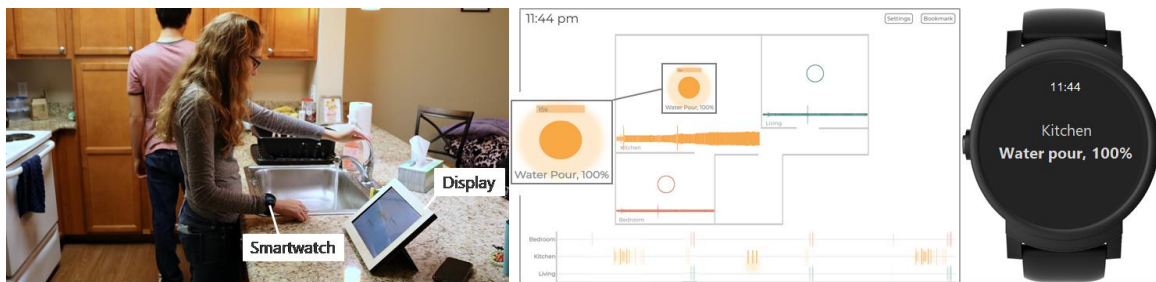 Display
Smartwatch
11:44 pm
Settings
Bookmark
Water Pour, 100%
Water Pour, 100%
Living
Kitchen
Bedroom
Bedroom
Kitchen
Living
11:44
Kitchen
Water pour, 100%